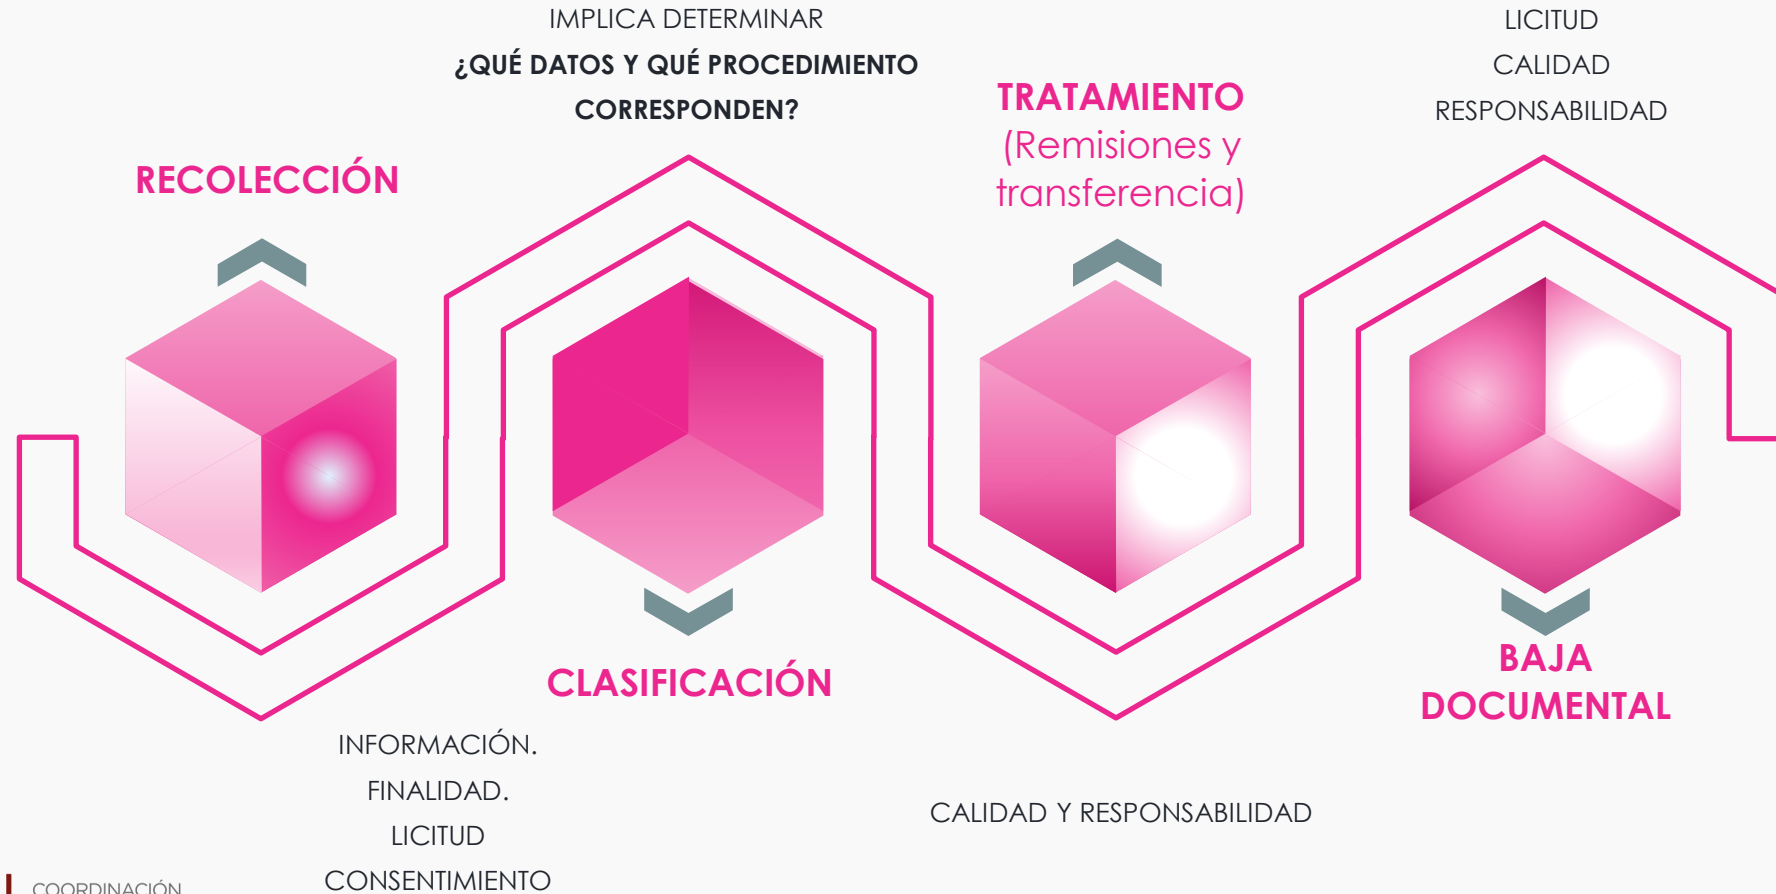 IMPLICA DETERMINAR
¿QUÉ DATOS Y QUÉ PROCEDIMIENTO
CORRESPONDEN?
LICITUD
CALIDAD
RESPONSABILIDAD
RECOLECCIÓN
TRATAMIENTO
(Remisiones y
transferencia)
CLASIFICACIÓN
BAJA
DOCUMENTAL
INFORMACIÓN.
FINALIDAD.
LICITUD
CONSENTIMIENTO
CALIDAD Y RESPONSABILIDAD
COORDINACIÓN